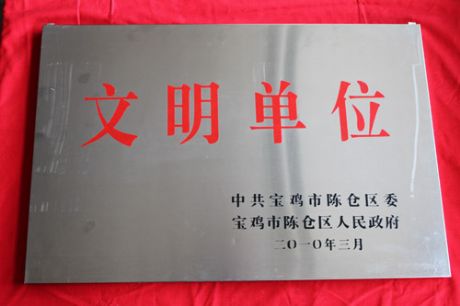 文明单位
中共宝鸡市陈仓区委
宝鸡市陈仓区人民政府
二〇一〇年三月